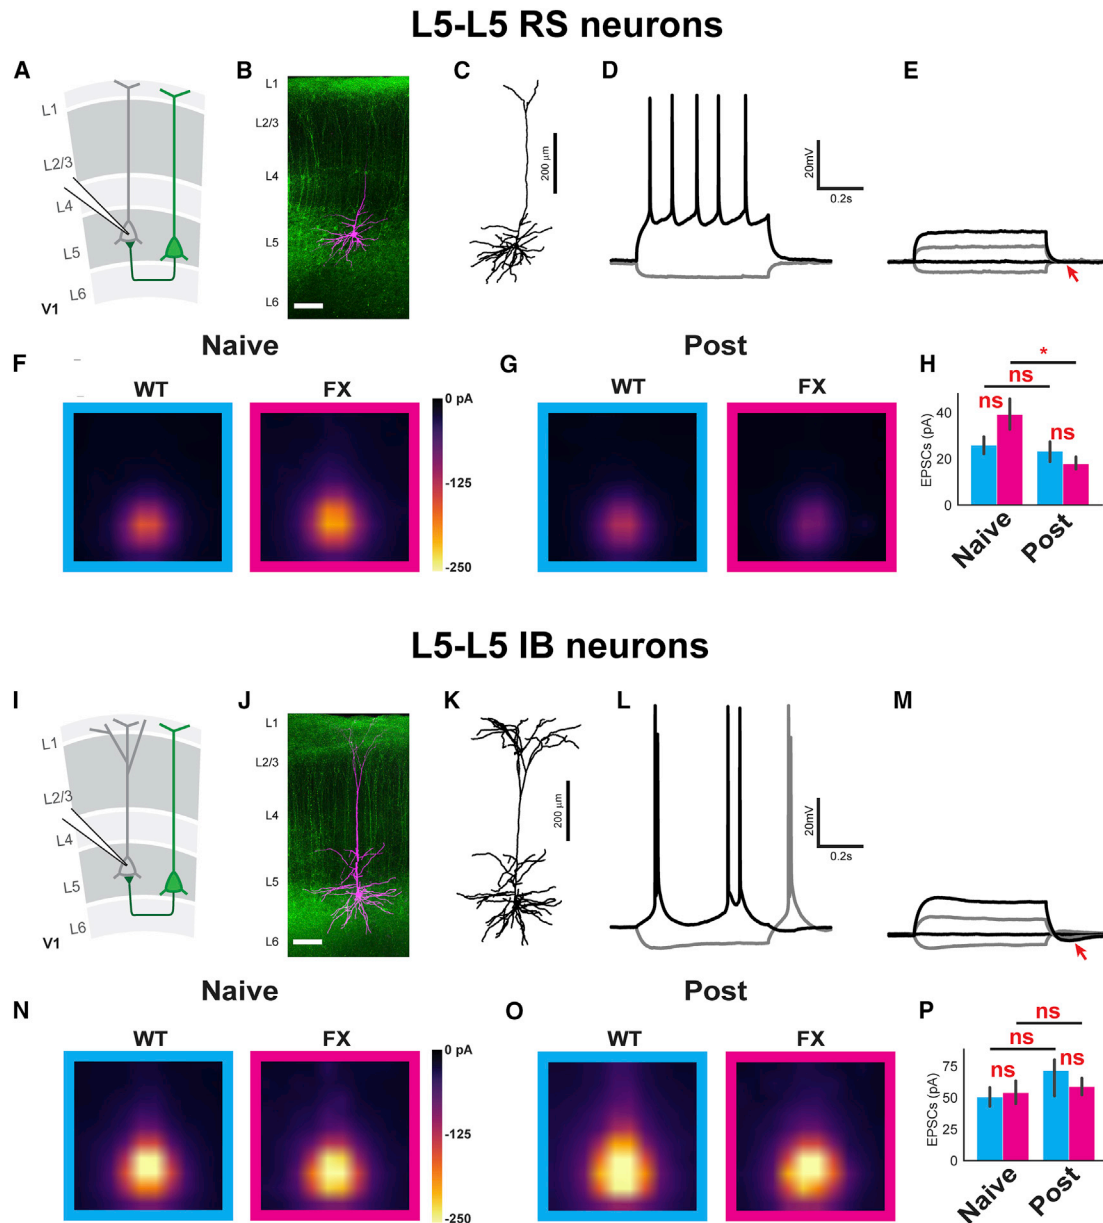 L5-L5 RS neurons
A B C D E
L1
L2/3
L4
L5
L6
V1
L1
L2/3
L4
L5
L6
200 µm
20mV
0.2s
Naive
Post
F G H
WT FX
0 pA
-125
-250
WT FX
*
ns
ns
ns
EPSCs (pA)
40
20
0
Naive Post
L5-L5 IB neurons
I J K L M
L1
L2/3
L4
L5
L6
V1
L1
L2/3
L4
L5
L6
200 µm
20mV
0.2s
Naive
Post
N O P
WT FX
0 pA
-125
-250
WT FX
ns
ns
ns
ns
EPSCs (pA)
75
50
25
0
Naive Post